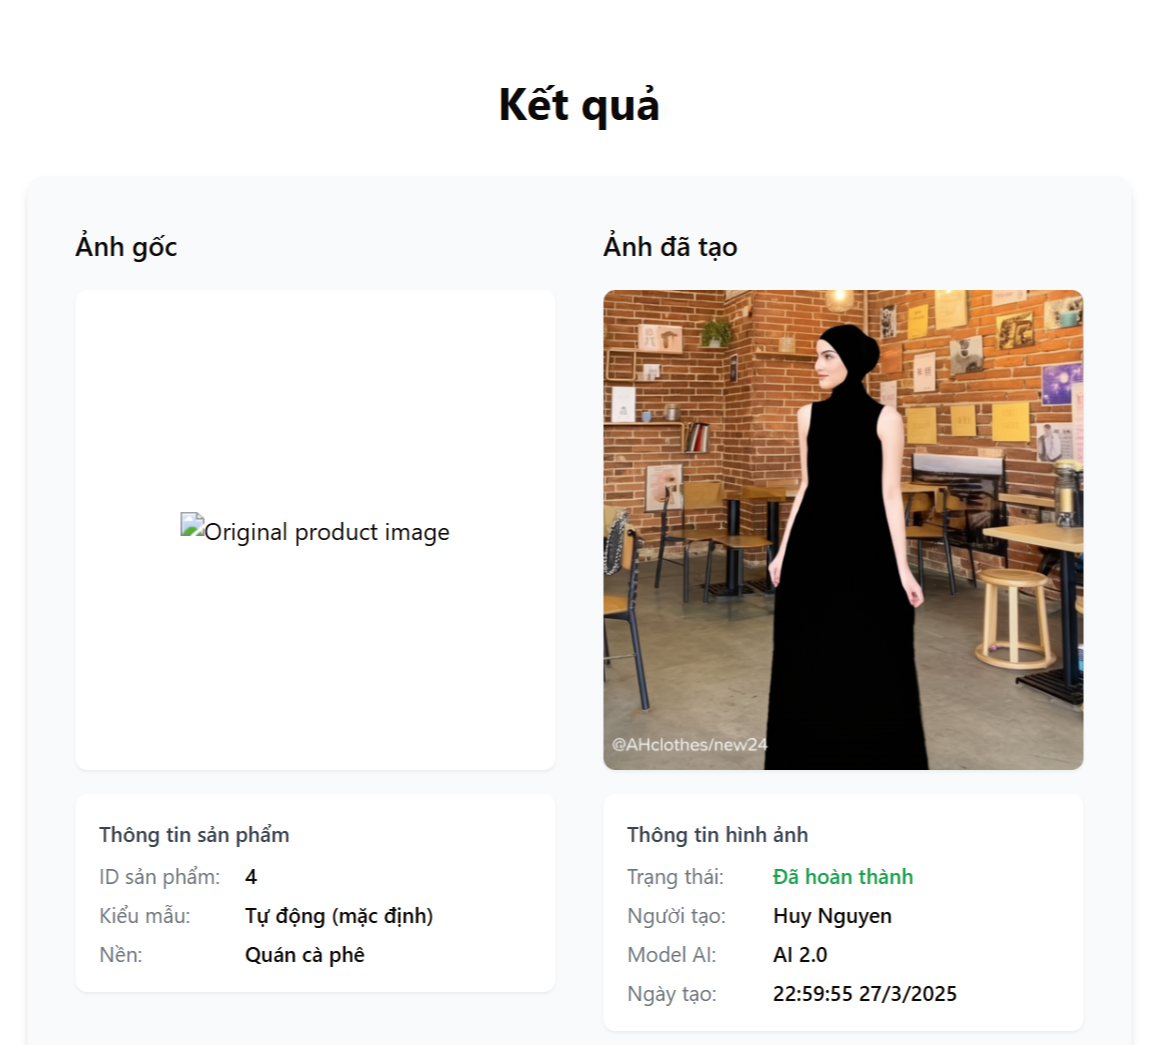 Kết quả
Ảnh gốc
Original product image
Thông tin sản phẩm
ID sản phẩm: 4
Kiểu mẫu: Tự động (mặc định)
Nền: Quán cà phê
Ảnh đã tạo
@AHclothes/new24
Thông tin hình ảnh
Trạng thái: Đã hoàn thành
Người tạo: Huy Nguyen
Model AI: AI 2.0
Ngày tạo: 22:59:55 27/3/2025